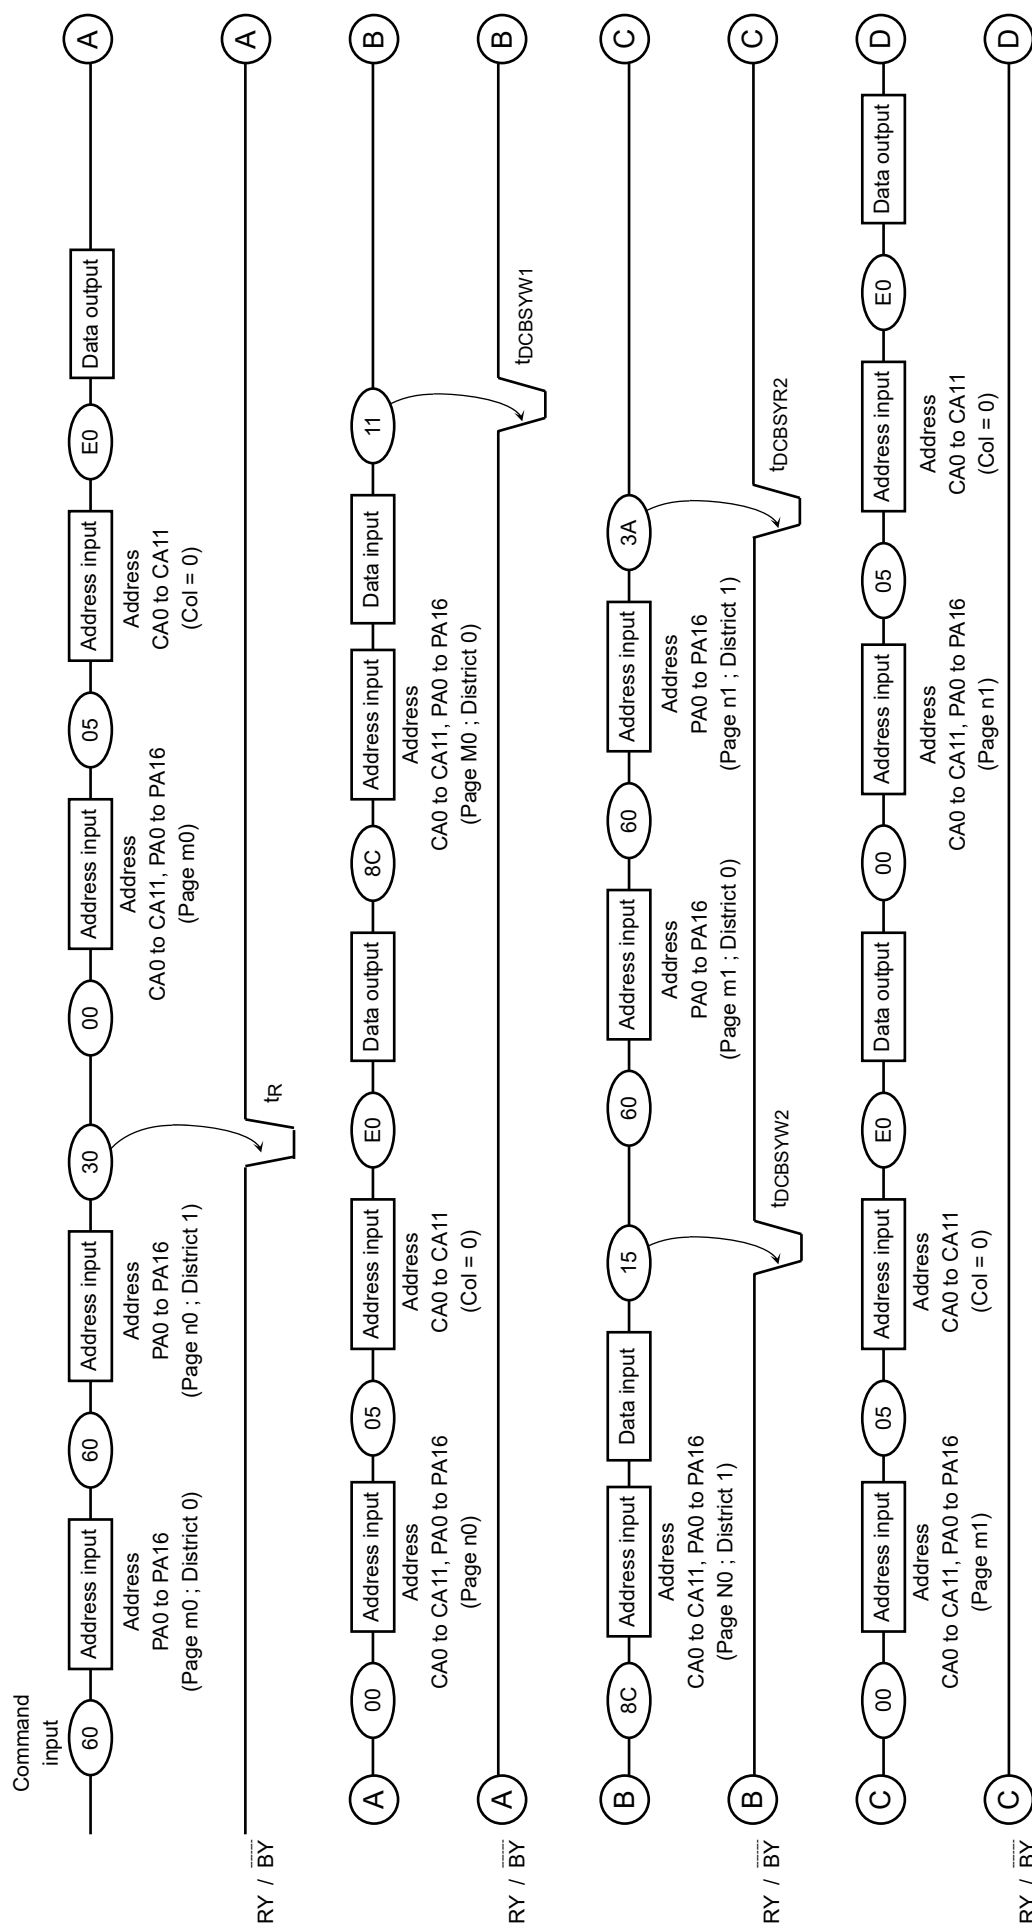 Command
input
60
Address input
60
Address input
30
00
Address input
05
Address input
E0
Data output
A
Address
PA0 to PA16
(Page m0 ; District 0)
Address
PA0 to PA16
(Page n0 ; District 1)
Address
CA0 to CA11, PA0 to PA16
(Page m0)
Address
CA0 to CA11
(Col = 0)
RY / BY
tR
A
A
00
Address input
05
Address input
E0
Data output
8C
Address input
Data input
11
B
Address
CA0 to CA11, PA0 to PA16
(Page n0)
Address
CA0 to CA11
(Col = 0)
Address
CA0 to CA11, PA0 to PA16
(Page M0 ; District 0)
RY / BY
A
tDCBSYW1
B
B
8C
Address input
Data input
15
60
Address input
60
Address input
3A
C
Address
CA0 to CA11, PA0 to PA16
(Page N0 ; District 1)
Address
PA0 to PA16
(Page m1 ; District 0)
Address
PA0 to PA16
(Page n1 ; District 1)
RY / BY
B
tDCBSYW2
tDCBSYR2
C
C
00
Address input
05
Address input
E0
Data output
00
Address input
05
Address input
E0
Data output
D
Address
CA0 to CA11, PA0 to PA16
(Page m1)
Address
CA0 to CA11
(Col = 0)
Address
CA0 to CA11, PA0 to PA16
(Page n1)
Address
CA0 to CA11
(Col = 0)
RY / BY
C
D